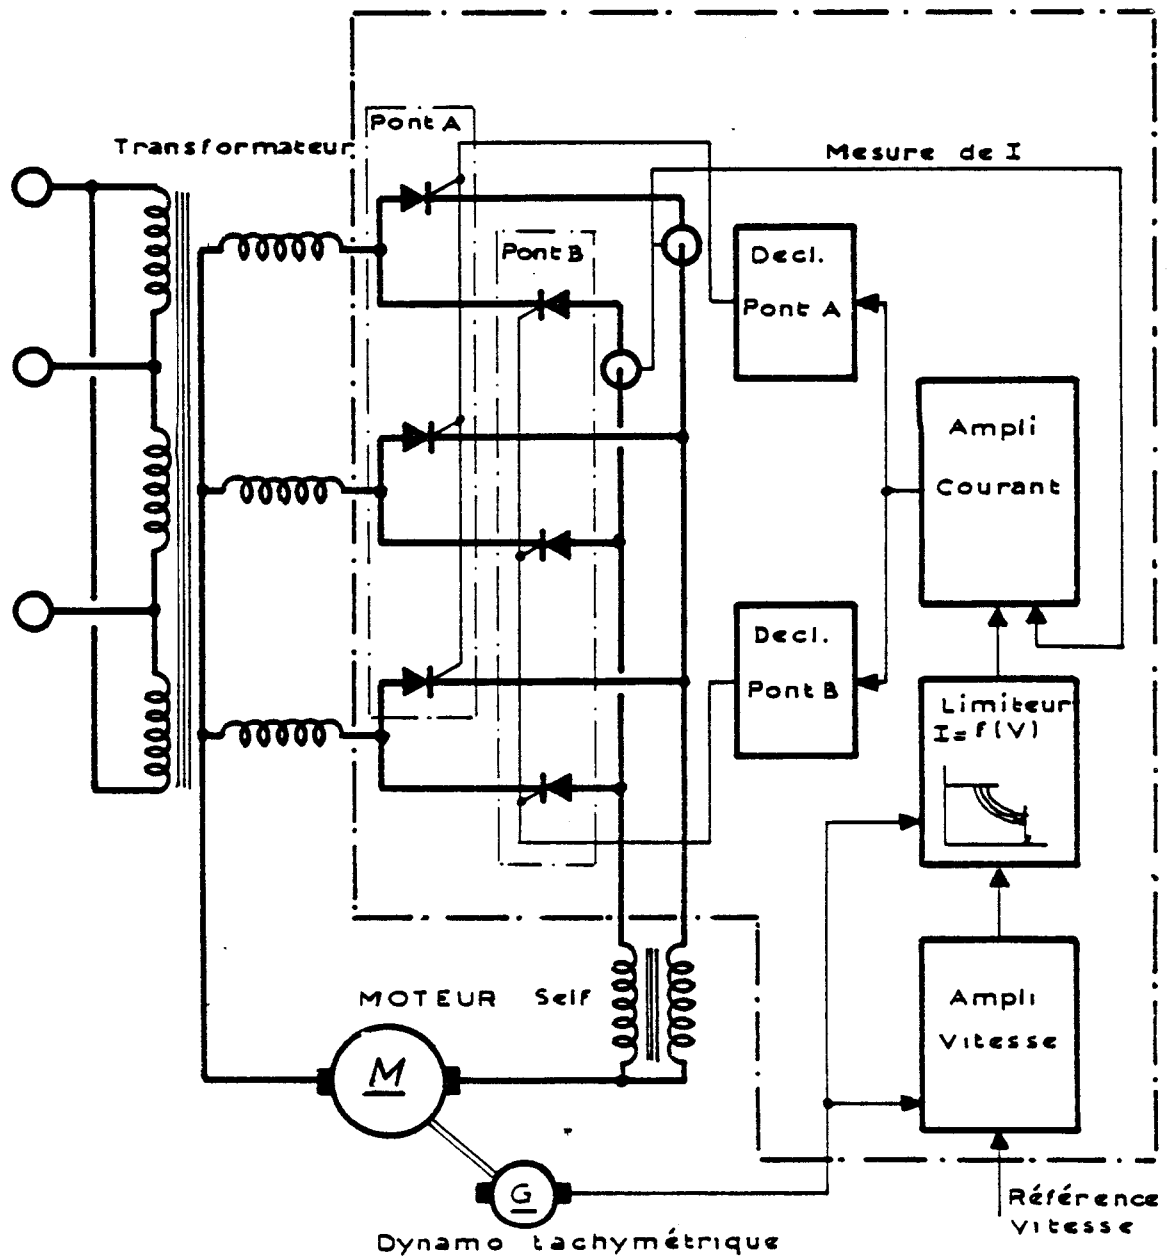 Pont A
Transformateur
Mesure de I
Pont B
Decl.
Pont A
Ampli
Courant
Decl.
Pont B
Limiteur
I= f(V)
MOTEUR
Self
Ampli
Vitesse
M
G
Référence
Vitesse
Dynamo tachymétrique